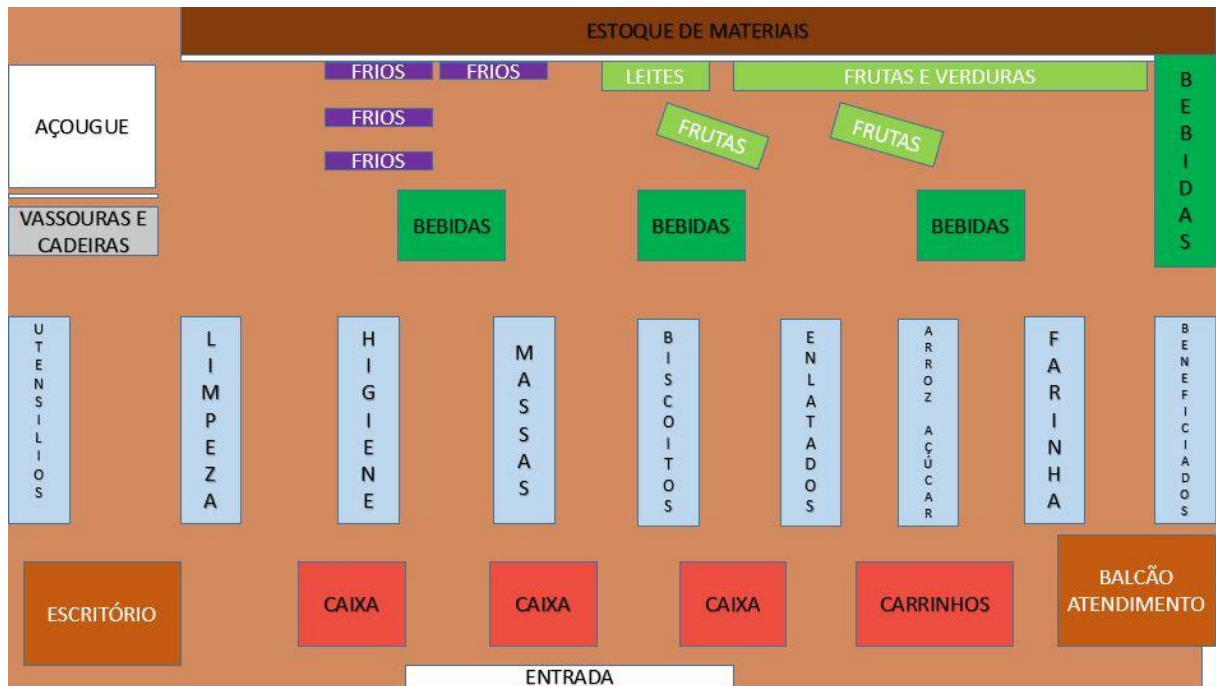 ESTOQUE DE MATERIAIS
FRIOS
FRIOS
LEITES
FRUTAS E VERDURAS
BEBIDAS
AÇOUGUE
FRIOS
FRUTAS
FRUTAS
FRIOS
VASSOURAS E
CADEIRAS
BEBIDAS
BEBIDAS
BEBIDAS
UTENSILIOS
LIMPEZA
HIGIENE
MASSAS
BISCOITOS
ENLATADOS
ARROZ AÇÚCAR
FARINHA
BENEFICIADOS
ESCRITÓRIO
CAIXA
CAIXA
CAIXA
CARRINHOS
BALCÃO
ATENDIMENTO
ENTRADA